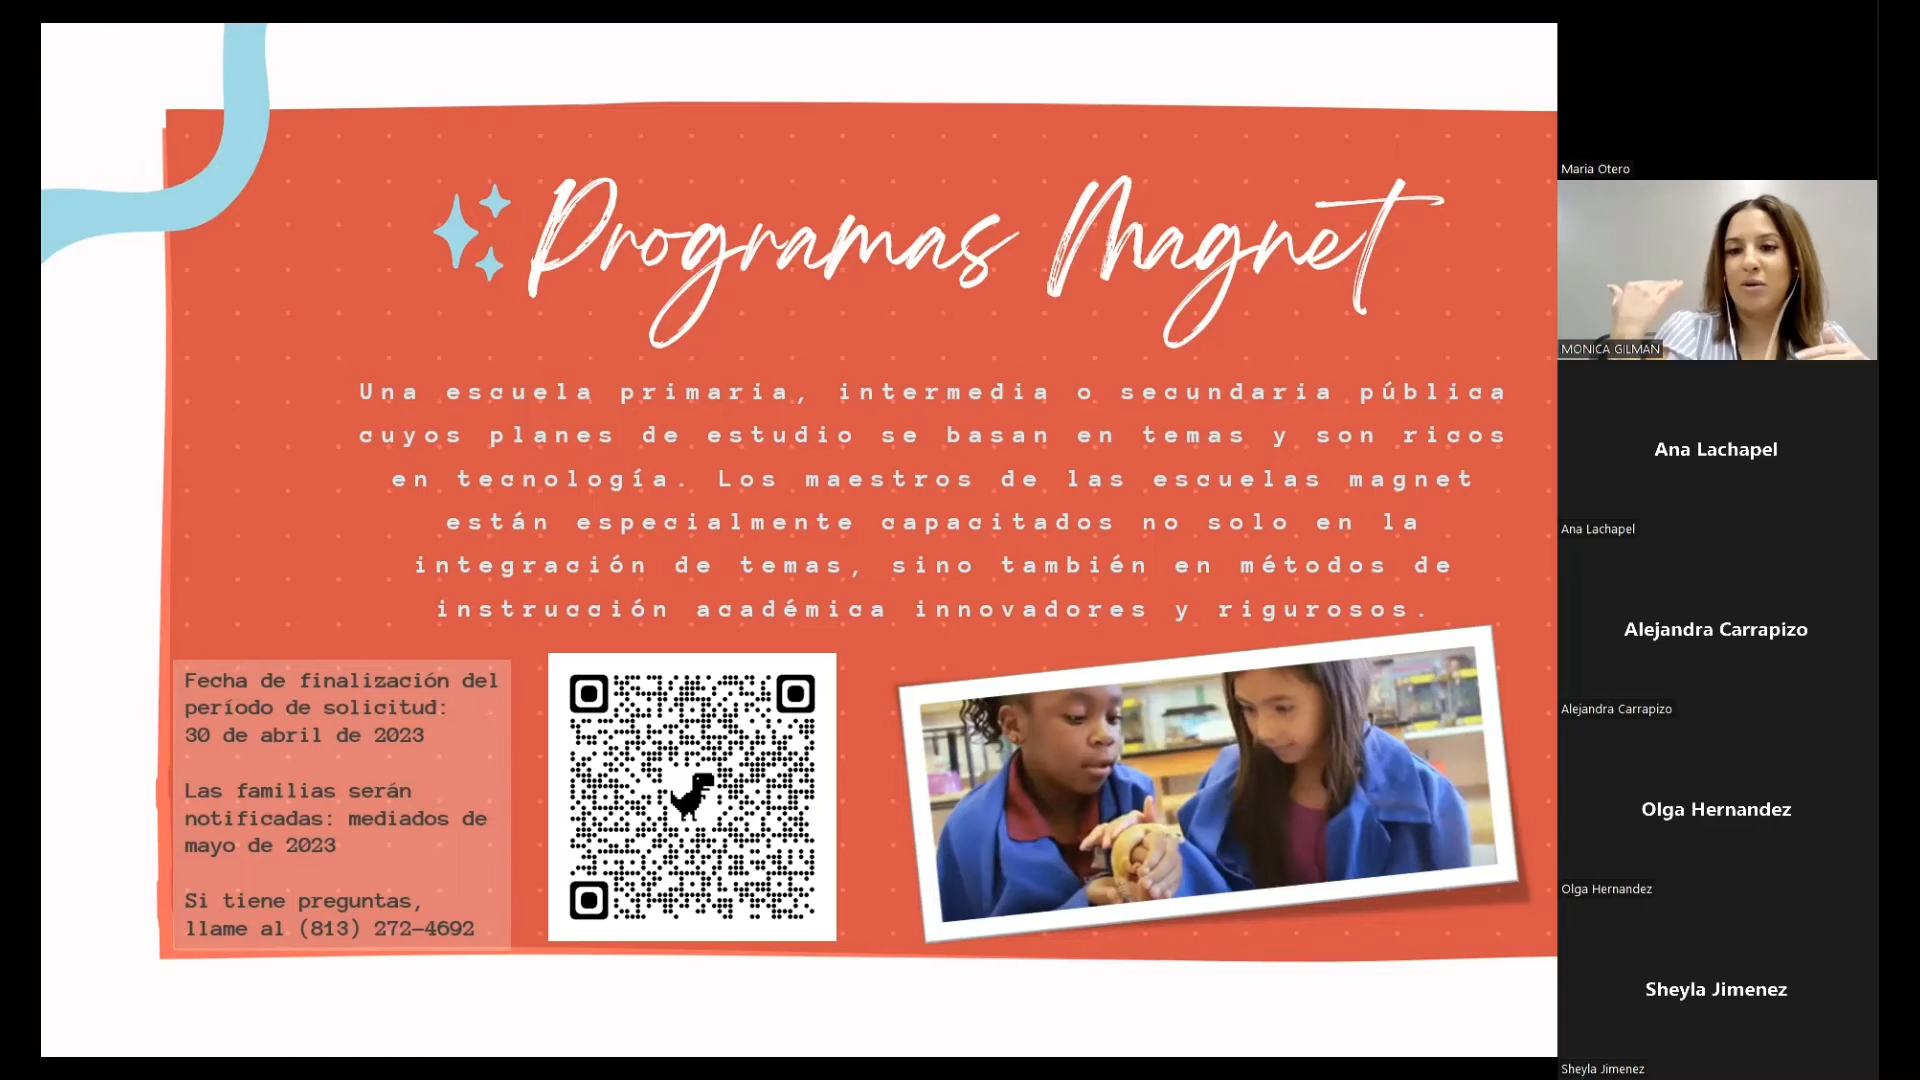 Programas Magnet
Una escuela primaria, intermedia o secundaria pública
cuyos planes de estudio se basan en temas y son ricos
en tecnología. Los maestros de las escuelas magnet
están especialmente capacitados no solo en la
integración de temas, sino también en métodos de
instrucción académica innovadores y rigurosos.
Fecha de finalización del
período de solicitud:
30 de abril de 2023
Las familias serán
notificadas: mediados de
mayo de 2023
Si tiene preguntas,
llame al (813) 272-4692
Maria Otero
MONICA GILMAN
Ana Lachapel
Ana Lachapel
Alejandra Carrapizo
Alejandra Carrapizo
Olga Hernandez
Olga Hernandez
Sheyla Jimenez
Sheyla Jimenez